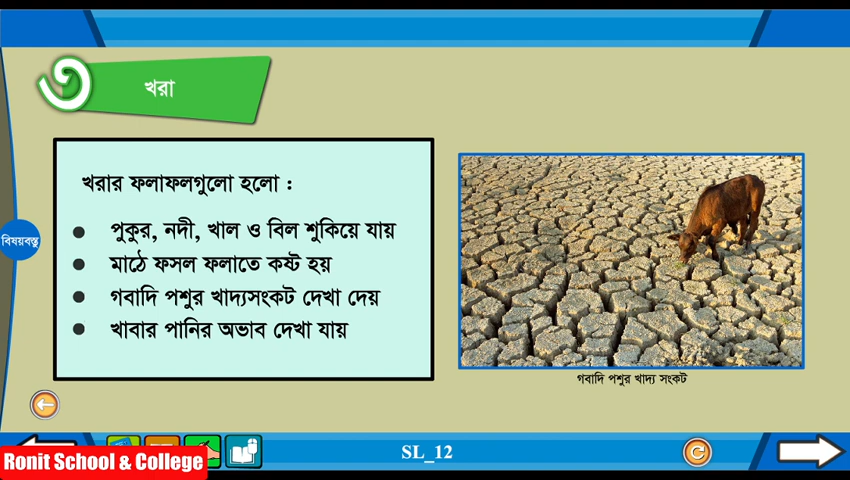 ৩
খরা
খরার ফলাফলগুলো হলো :
পুকুর, নদী, খাল ও বিল শুকিয়ে যায়
মাঠে ফসল ফলাতে কষ্ট হয়
গবাদি পশুর খাদ্যসংকট দেখা দেয়
খাবার পানির অভাব দেখা যায়
বিষয়বস্তু
গবাদি পশুর খাদ্য সংকট
SL_12
Ronit School & College